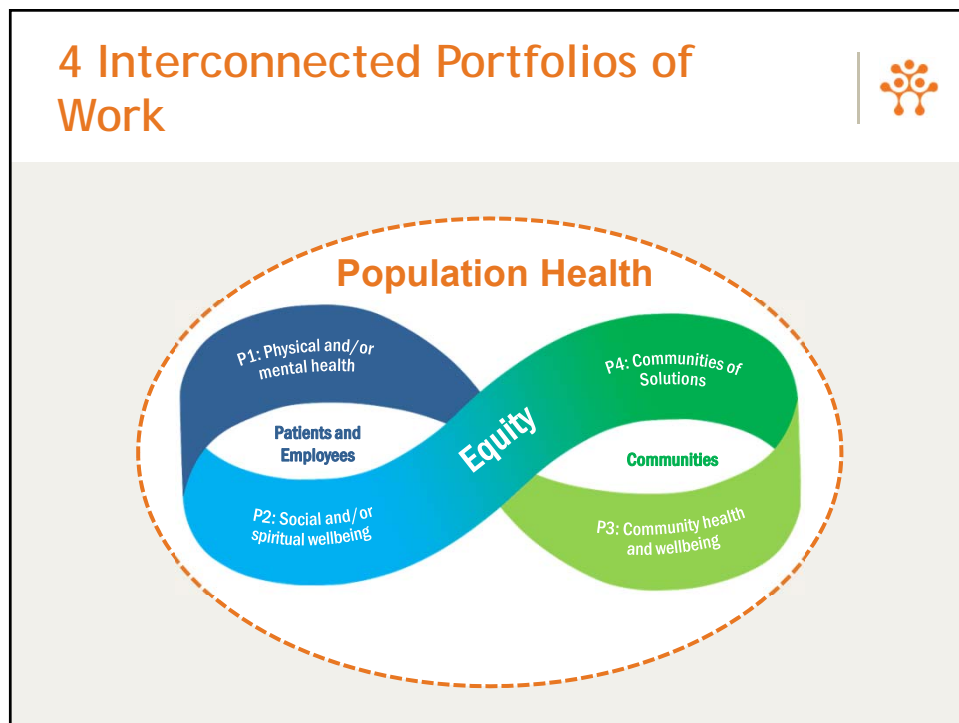 4 Interconnected Portfolios of
Work
Population Health
P1: Physical and/or
mental health
Patients and
Employees
P2: Social and/or
spiritual wellbeing
Equity
P4: Communities of
Solutions
Communities
P3: Community health
and wellbeing